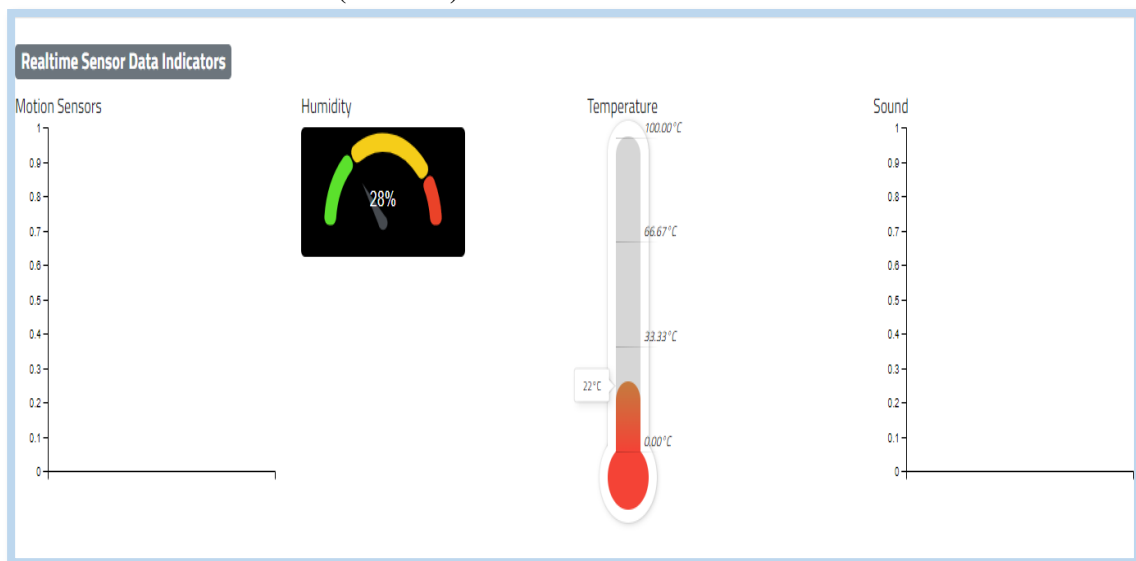 Realtime Sensor Data Indicators
Motion Sensors
1
0.9
0.8
0.7
0.6
0.5
0.4
0.3
0.2
0.1
0
Humidity
28%
Temperature
100.00°C
66.67°C
33.33°C
22°C
0.00°C
Sound
1
0.9
0.8
0.7
0.6
0.5
0.4
0.3
0.2
0.1
0